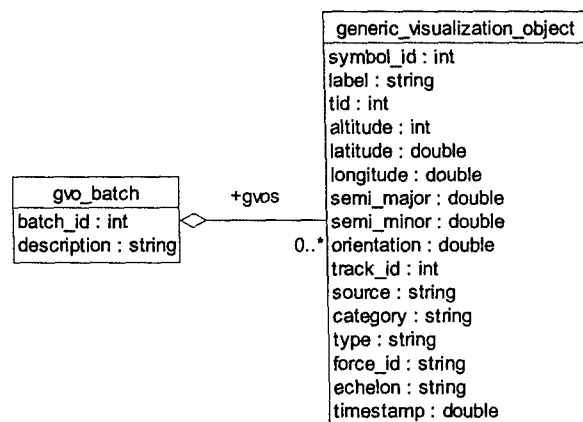 generic_visualization_object
symbol_id : int
label : string
tid : int
altitude : int
latitude : double
longitude : double
semi_major : double
semi_minor : double
orientation : double
track_id : int
source : string
category : string
type : string
force_id : string
echelon : string
timestamp : double
gvo_batch
batch_id : int
description : string
+gvos
0..*